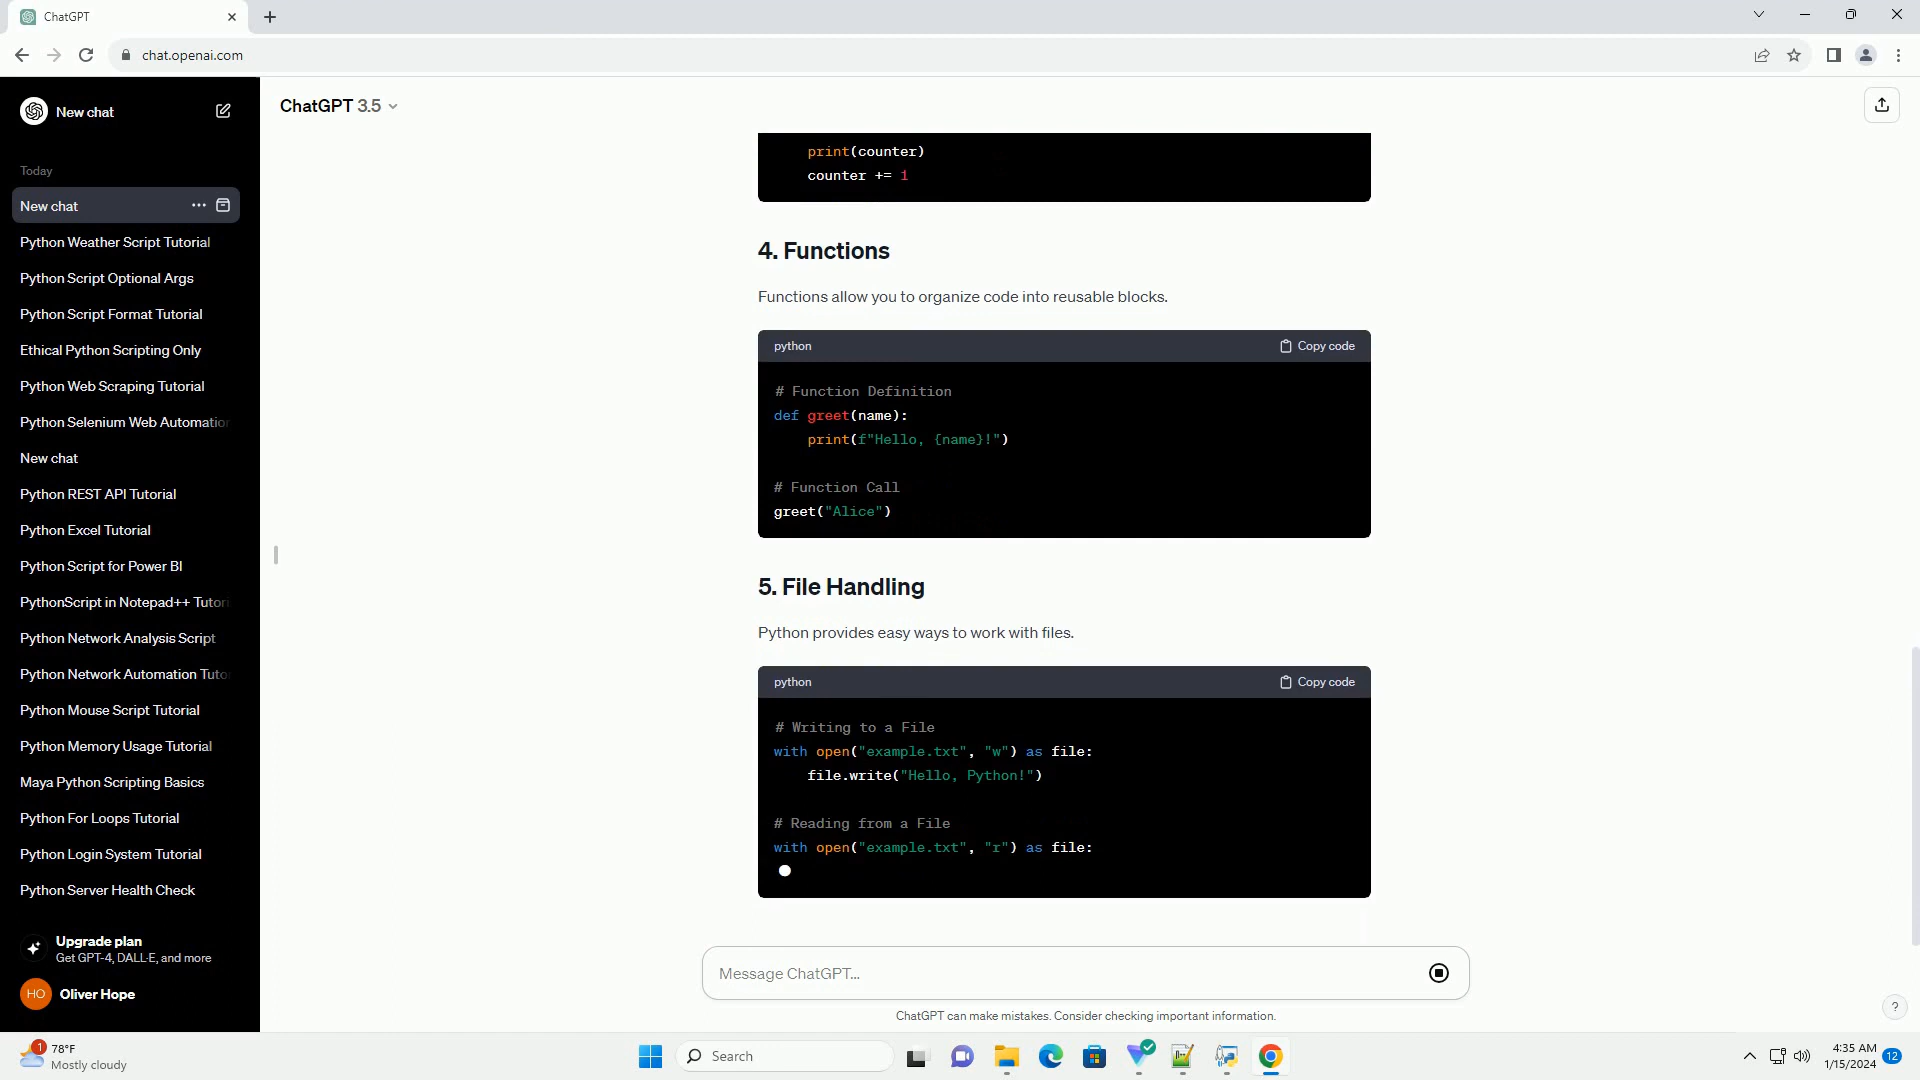 ChatGPT
chat.openai.com
New chat
ChatGPT 3.5
Today
New chat
Python Weather Script Tutorial
Python Script Optional Args
Python Script Format Tutorial
Ethical Python Scripting Only
Python Web Scraping Tutorial
Python Selenium Web Automation
New chat
Python REST API Tutorial
Python Excel Tutorial
Python Script for Power BI
PythonScript in Notepad++ Tutori
Python Network Analysis Script
Python Network Automation Tuto
Python Mouse Script Tutorial
Python Memory Usage Tutorial
Maya Python Scripting Basics
Python For Loops Tutorial
Python Login System Tutorial
Python Server Health Check
Upgrade plan
Get GPT-4, DALL·E, and more
HO Oliver Hope
print(counter)
counter += 1
4. Functions
Functions allow you to organize code into reusable blocks.
python Copy code
# Function Definition
def greet(name):
print(f"Hello, {name}!")
# Function Call
greet("Alice")
5. File Handling
Python provides easy ways to work with files.
python Copy code
# Writing to a File
with open("example.txt", "w") as file:
file.write("Hello, Python!")
# Reading from a File
with open("example.txt", "r") as file:
Message ChatGPT...
ChatGPT can make mistakes. Consider checking important information.
?
1
78°F
Mostly cloudy
Search
4:35 AM
1/15/2024
12